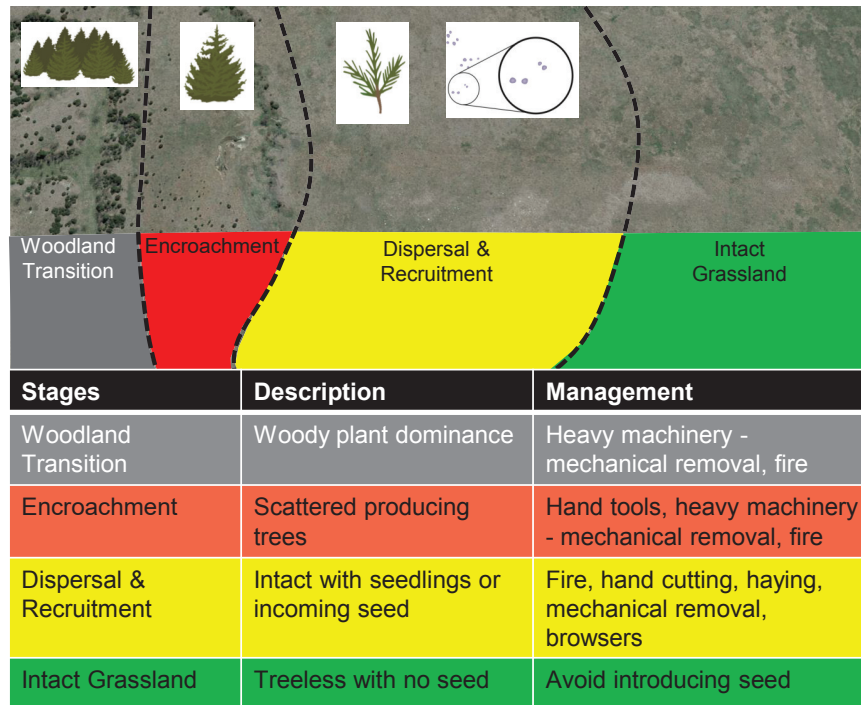 Woodland
Transition
Encroachment
Dispersal &
Recruitment
Intact
Grassland
Stages
Description
Management
Woodland
Transition
Woody plant dominance
Heavy machinery -
mechanical removal, fire
Encroachment
Scattered producing
trees
Hand tools, heavy machinery
- mechanical removal, fire
Dispersal &
Recruitment
Intact with seedlings or
incoming seed
Fire, hand cutting, haying,
mechanical removal,
browsers
Intact Grassland
Treeless with no seed
Avoid introducing seed